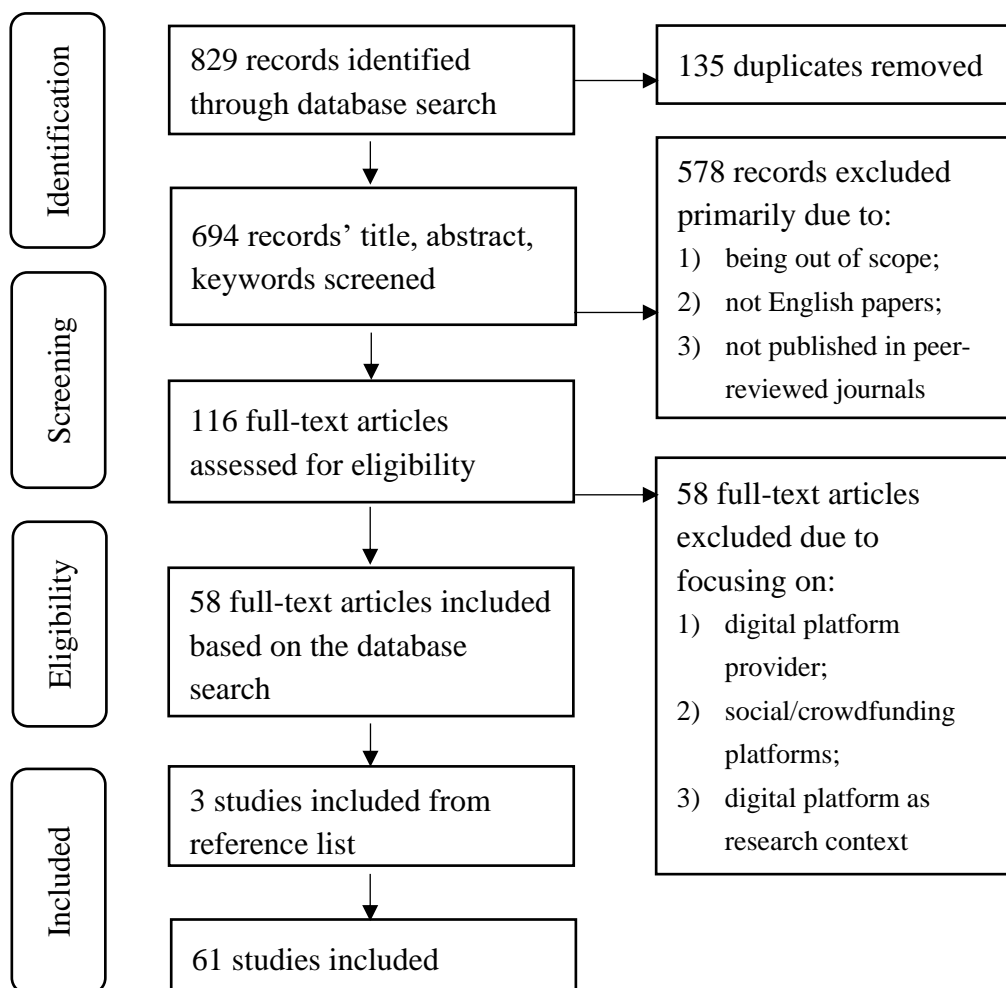 Identification
829 records identified
through database search
135 duplicates removed
694 records’ title, abstract,
keywords screened
578 records excluded
primarily due to:
1) being out of scope;
2) not English papers;
3) not published in peer-
reviewed journals
Screening
116 full-text articles
assessed for eligibility
58 full-text articles
excluded due to
focusing on:
1) digital platform
provider;
2) social/crowdfunding
platforms;
3) digital platform as
research context
Eligibility
58 full-text articles included
based on the database
search
Included
3 studies included from
reference list
61 studies included